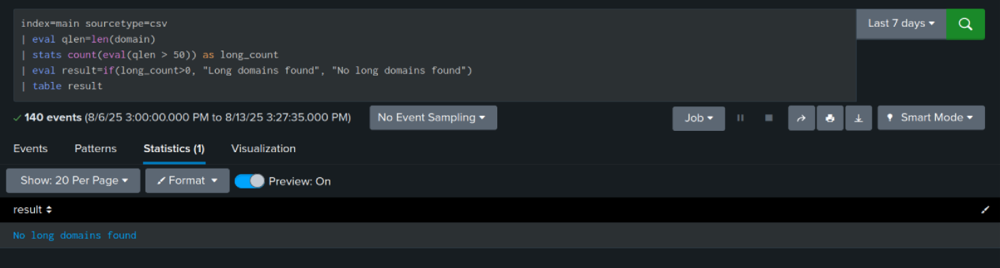 index=main sourcetype=csv
| eval qlen=len(domain)
| stats count(eval(qlen > 50)) as long_count
| eval result=if(long_count>0, "Long domains found", "No long domains found")
| table result
Last 7 days
140 events (8/6/25 3:00:00.000 PM to 8/13/25 3:27:35.000 PM)
No Event Sampling
Job
Smart Mode
Events
Patterns
Statistics (1)
Visualization
Show: 20 Per Page
Format
Preview: On
result
No long domains found